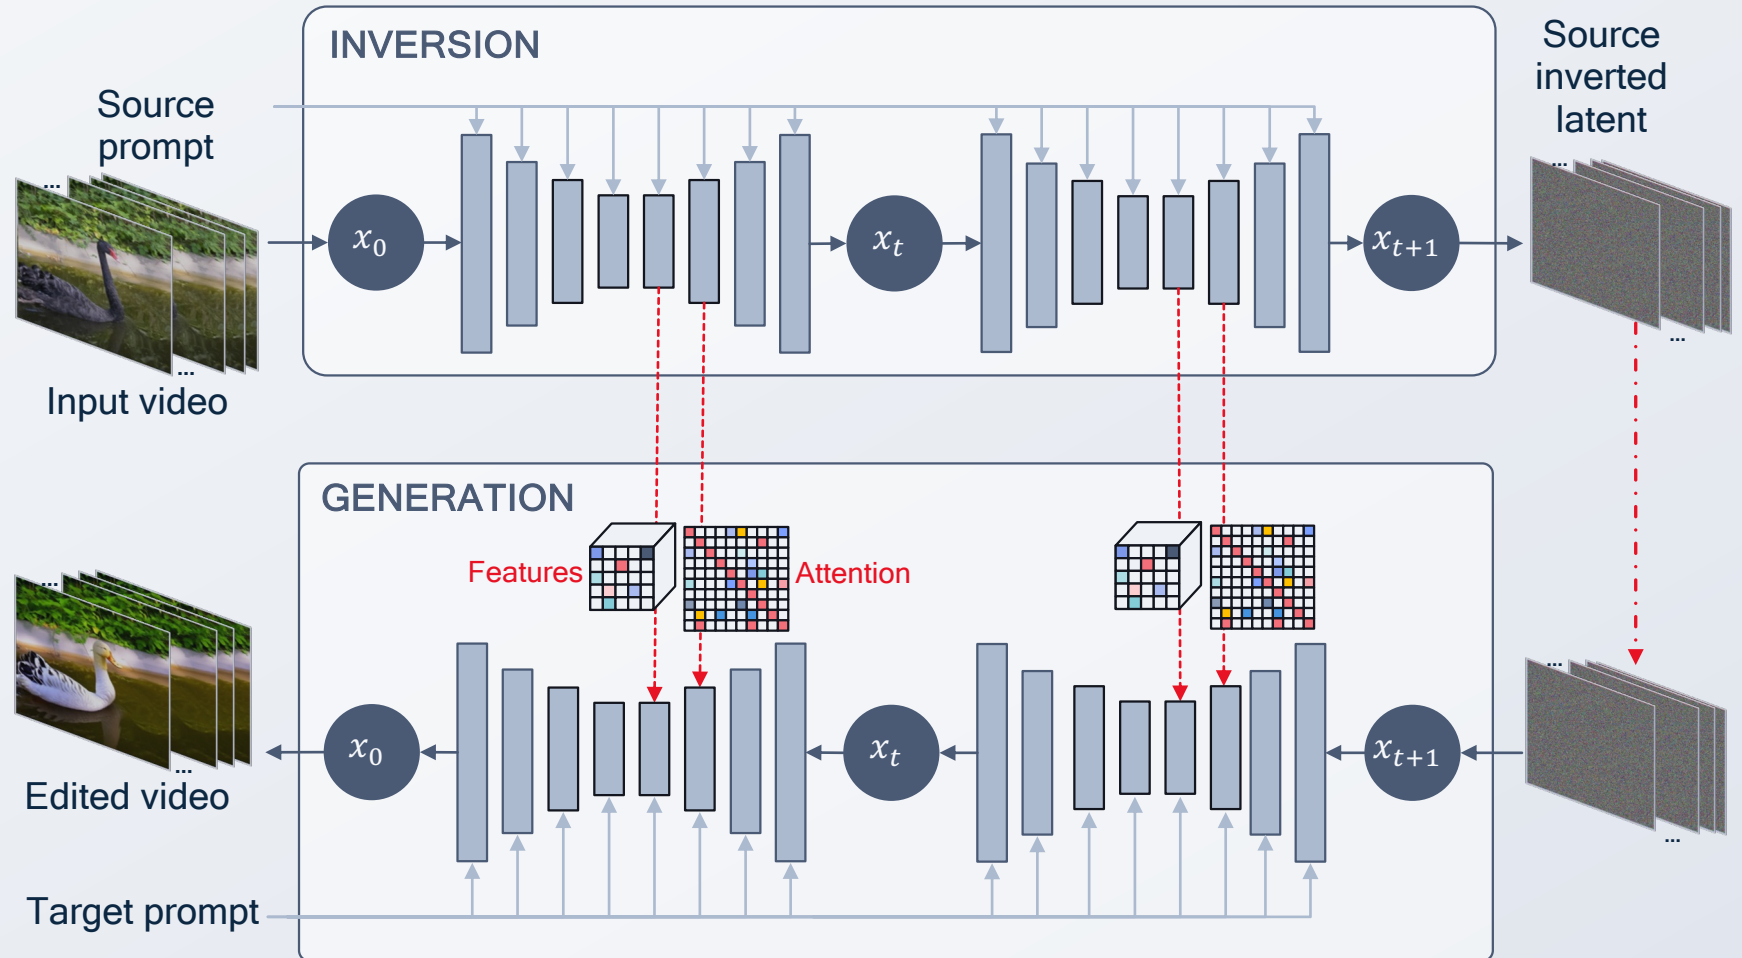 INVERSION
Source
prompt
Source
inverted
latent
...
...
x₀
xₜ
xₜ₊₁
...
...
Input video
GENERATION
Features
Attention
...
...
x₀
xₜ
xₜ₊₁
...
...
Edited video
Target prompt